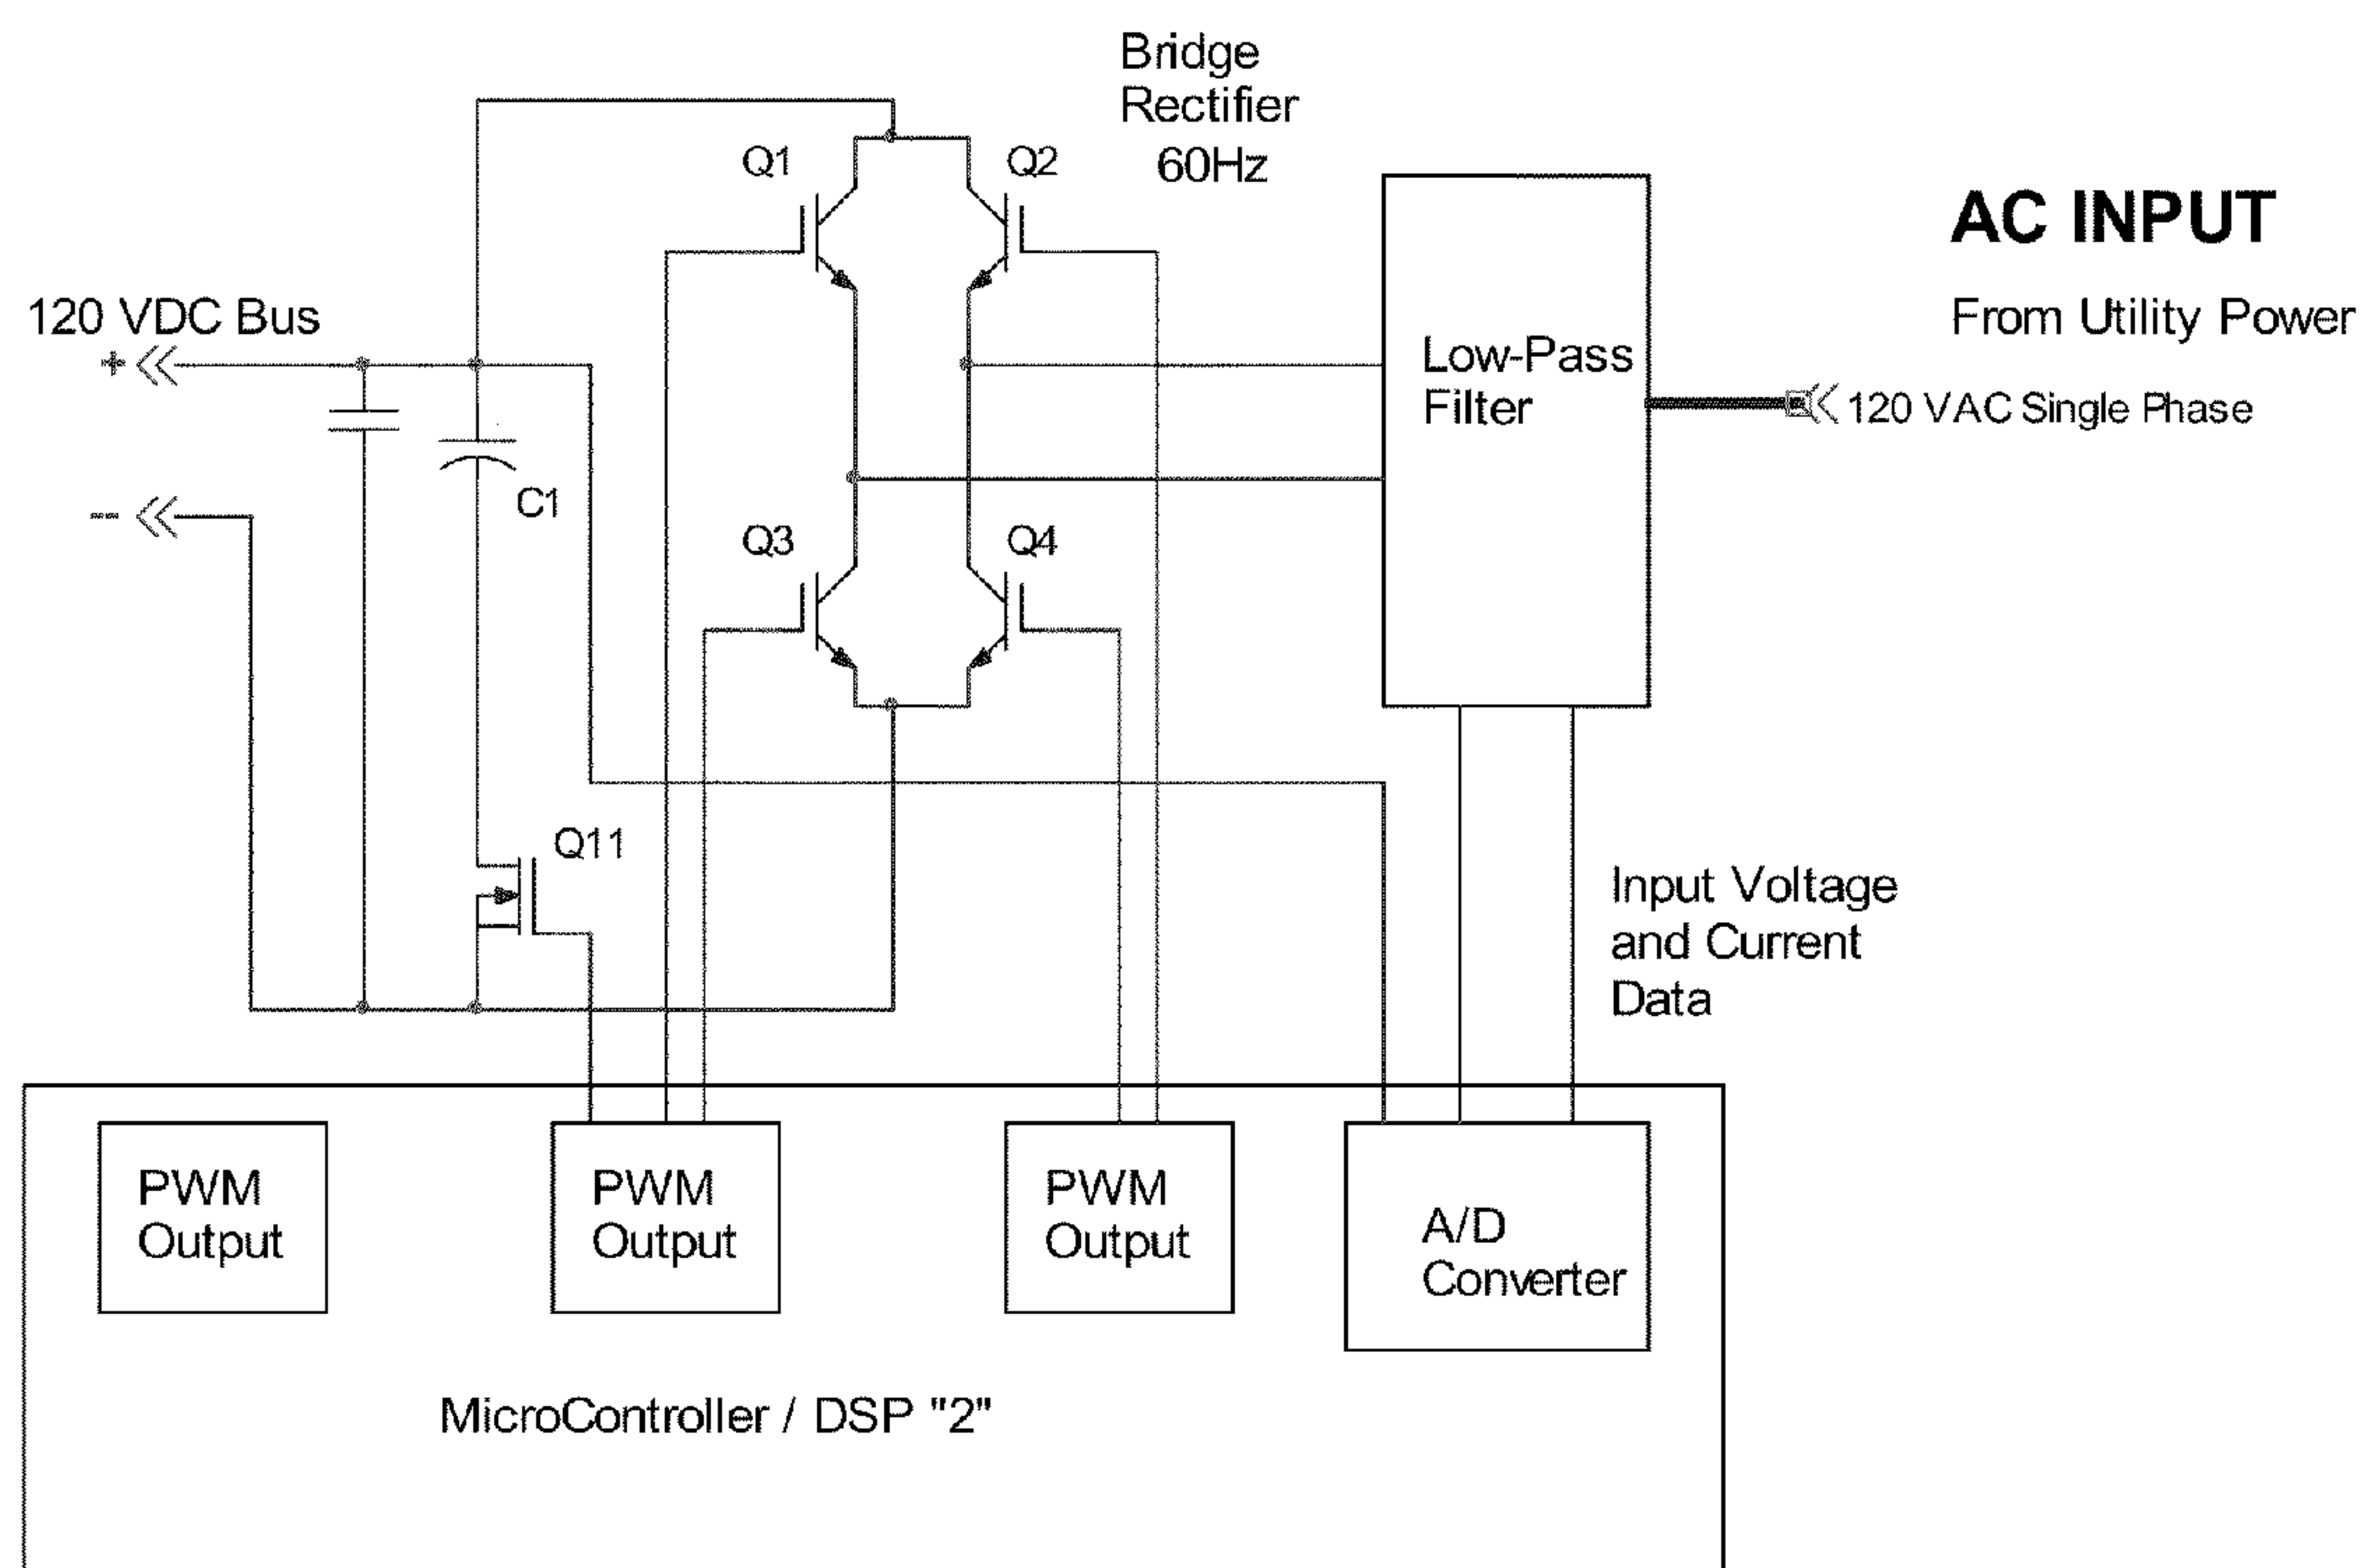 Bridge
Rectifier
60Hz
Q1
Q2
AC INPUT
From Utility Power
120 VDC Bus
+
Low-Pass
Filter
120 VAC Single Phase
C1
--
Q3
Q4
Q11
Input Voltage
and Current
Data
PWM
Output
PWM
Output
PWM
Output
A/D
Converter
MicroController / DSP "2"